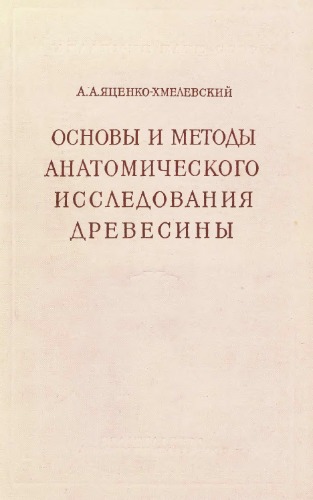 А. А. ЯЦЕНКО-ХМЕЛЕВСКИЙ
ОСНОВЫ И МЕТОДЫ
АНАТОМИЧЕСКОГО
ИССЛЕДОВАНИЯ
ДРЕВЕСИНЫ